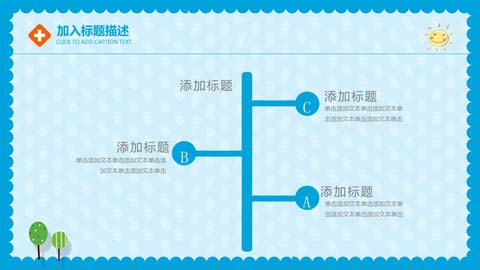 加入标题描述
CLICK TO ADD CAPTION TEXT
添加标题
C
添加标题
单击添加文本单击添加文本单
击添加文本单击添加文本单击
添加标题
单击添加文本单击添加文本单击添
加文本单击添加文本单击
B
A
添加标题
单击添加文本单击添加文本单击
添加文本单击添加文本单击